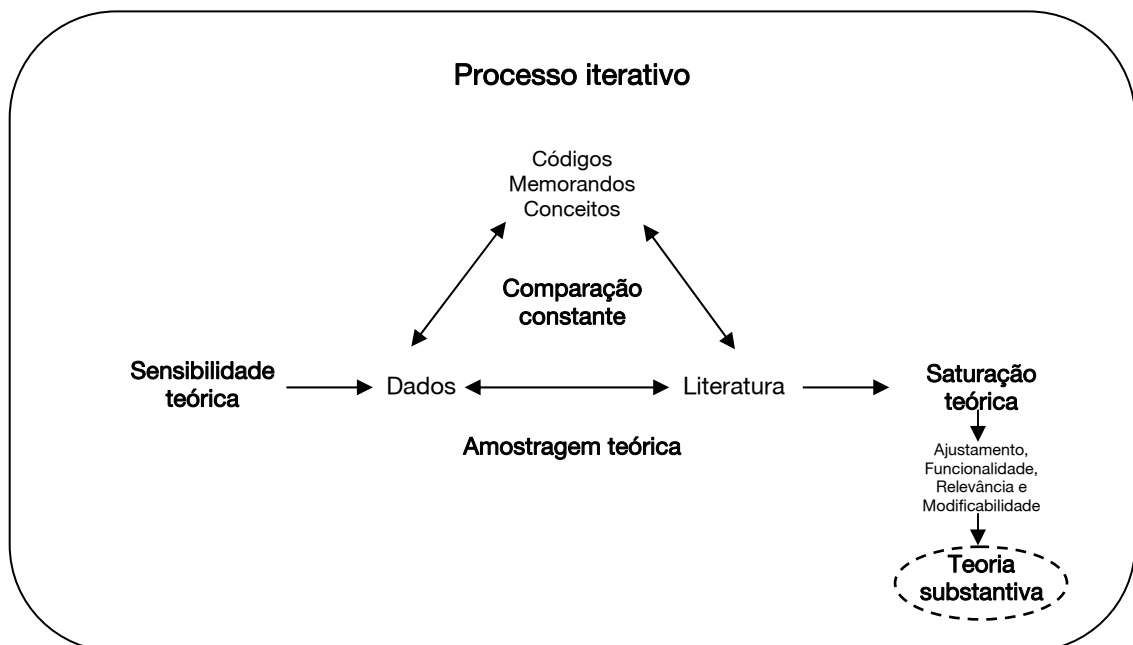 Processo iterativo
Códigos
Memorandos
Conceitos
Comparação
constante
Sensibilidade
teórica
Dados
Literatura
Saturação
teórica
Amostragem teórica
Ajustamento,
Funcionalidade,
Relevância e
Modificabilidade
Teoria
substantiva